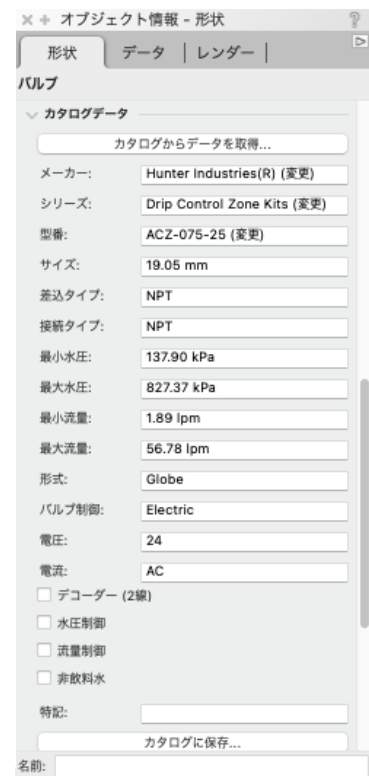 オブジェクト情報 - 形状
?
形状 データ レンダー
バルブ
カタログデータ
カタログからデータを取得...
メーカー: Hunter Industries(R) (変更)
シリーズ: Drip Control Zone Kits (変更)
型番: ACZ-075-25 (変更)
サイズ: 19.05 mm
差込タイプ: NPT
接続タイプ: NPT
最小水圧: 137.90 kPa
最大水圧: 827.37 kPa
最小流量: 1.89 lpm
最大流量: 56.78 lpm
形式: Globe
バルブ制御: Electric
電圧: 24
電流: AC
デコーダー (2線)
水圧制御
流量制御
非飲料水
特記:
カタログに保存...
名前: